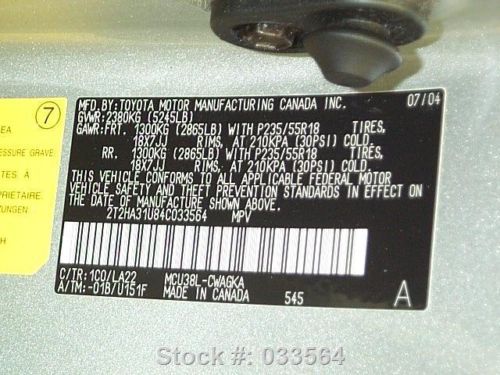 7
EA
RESSURE GRAVE
TES A
PRIETAIRE.
ZUNGEN
H
MFD.BY: TOYOTA MOTOR MANUFACTURING CANADA INC. 07/04
GVWR:2380KG (5245LB)
GAWR:FRT. 1300KG (2865LB) WITH P235/55R18 TIRES,
18X7JJ RIMS, AT 210KPA (30PSI) COLD.
RR. 1300KG (2865LB) WITH P235/55R18 TIRES,
18X7JJ RIMS, AT 210KPA (30PSI) COLD.
THIS VEHICLE CONFORMS TO ALL APPLICABLE FEDERAL MOTOR
VEHICLE SAFETY AND THEFT PREVENTION STANDARDS IN EFFECT
ON THE DATE OF MANUFACTURE SHOWN ABOVE.
2T2HA31U84C033564 MPV
C/TR: 1C0/LA22 MCU38L-CWAGKA
A/TM:-01B/U151F MADE IN CANADA 545 A
Stock #: 033564